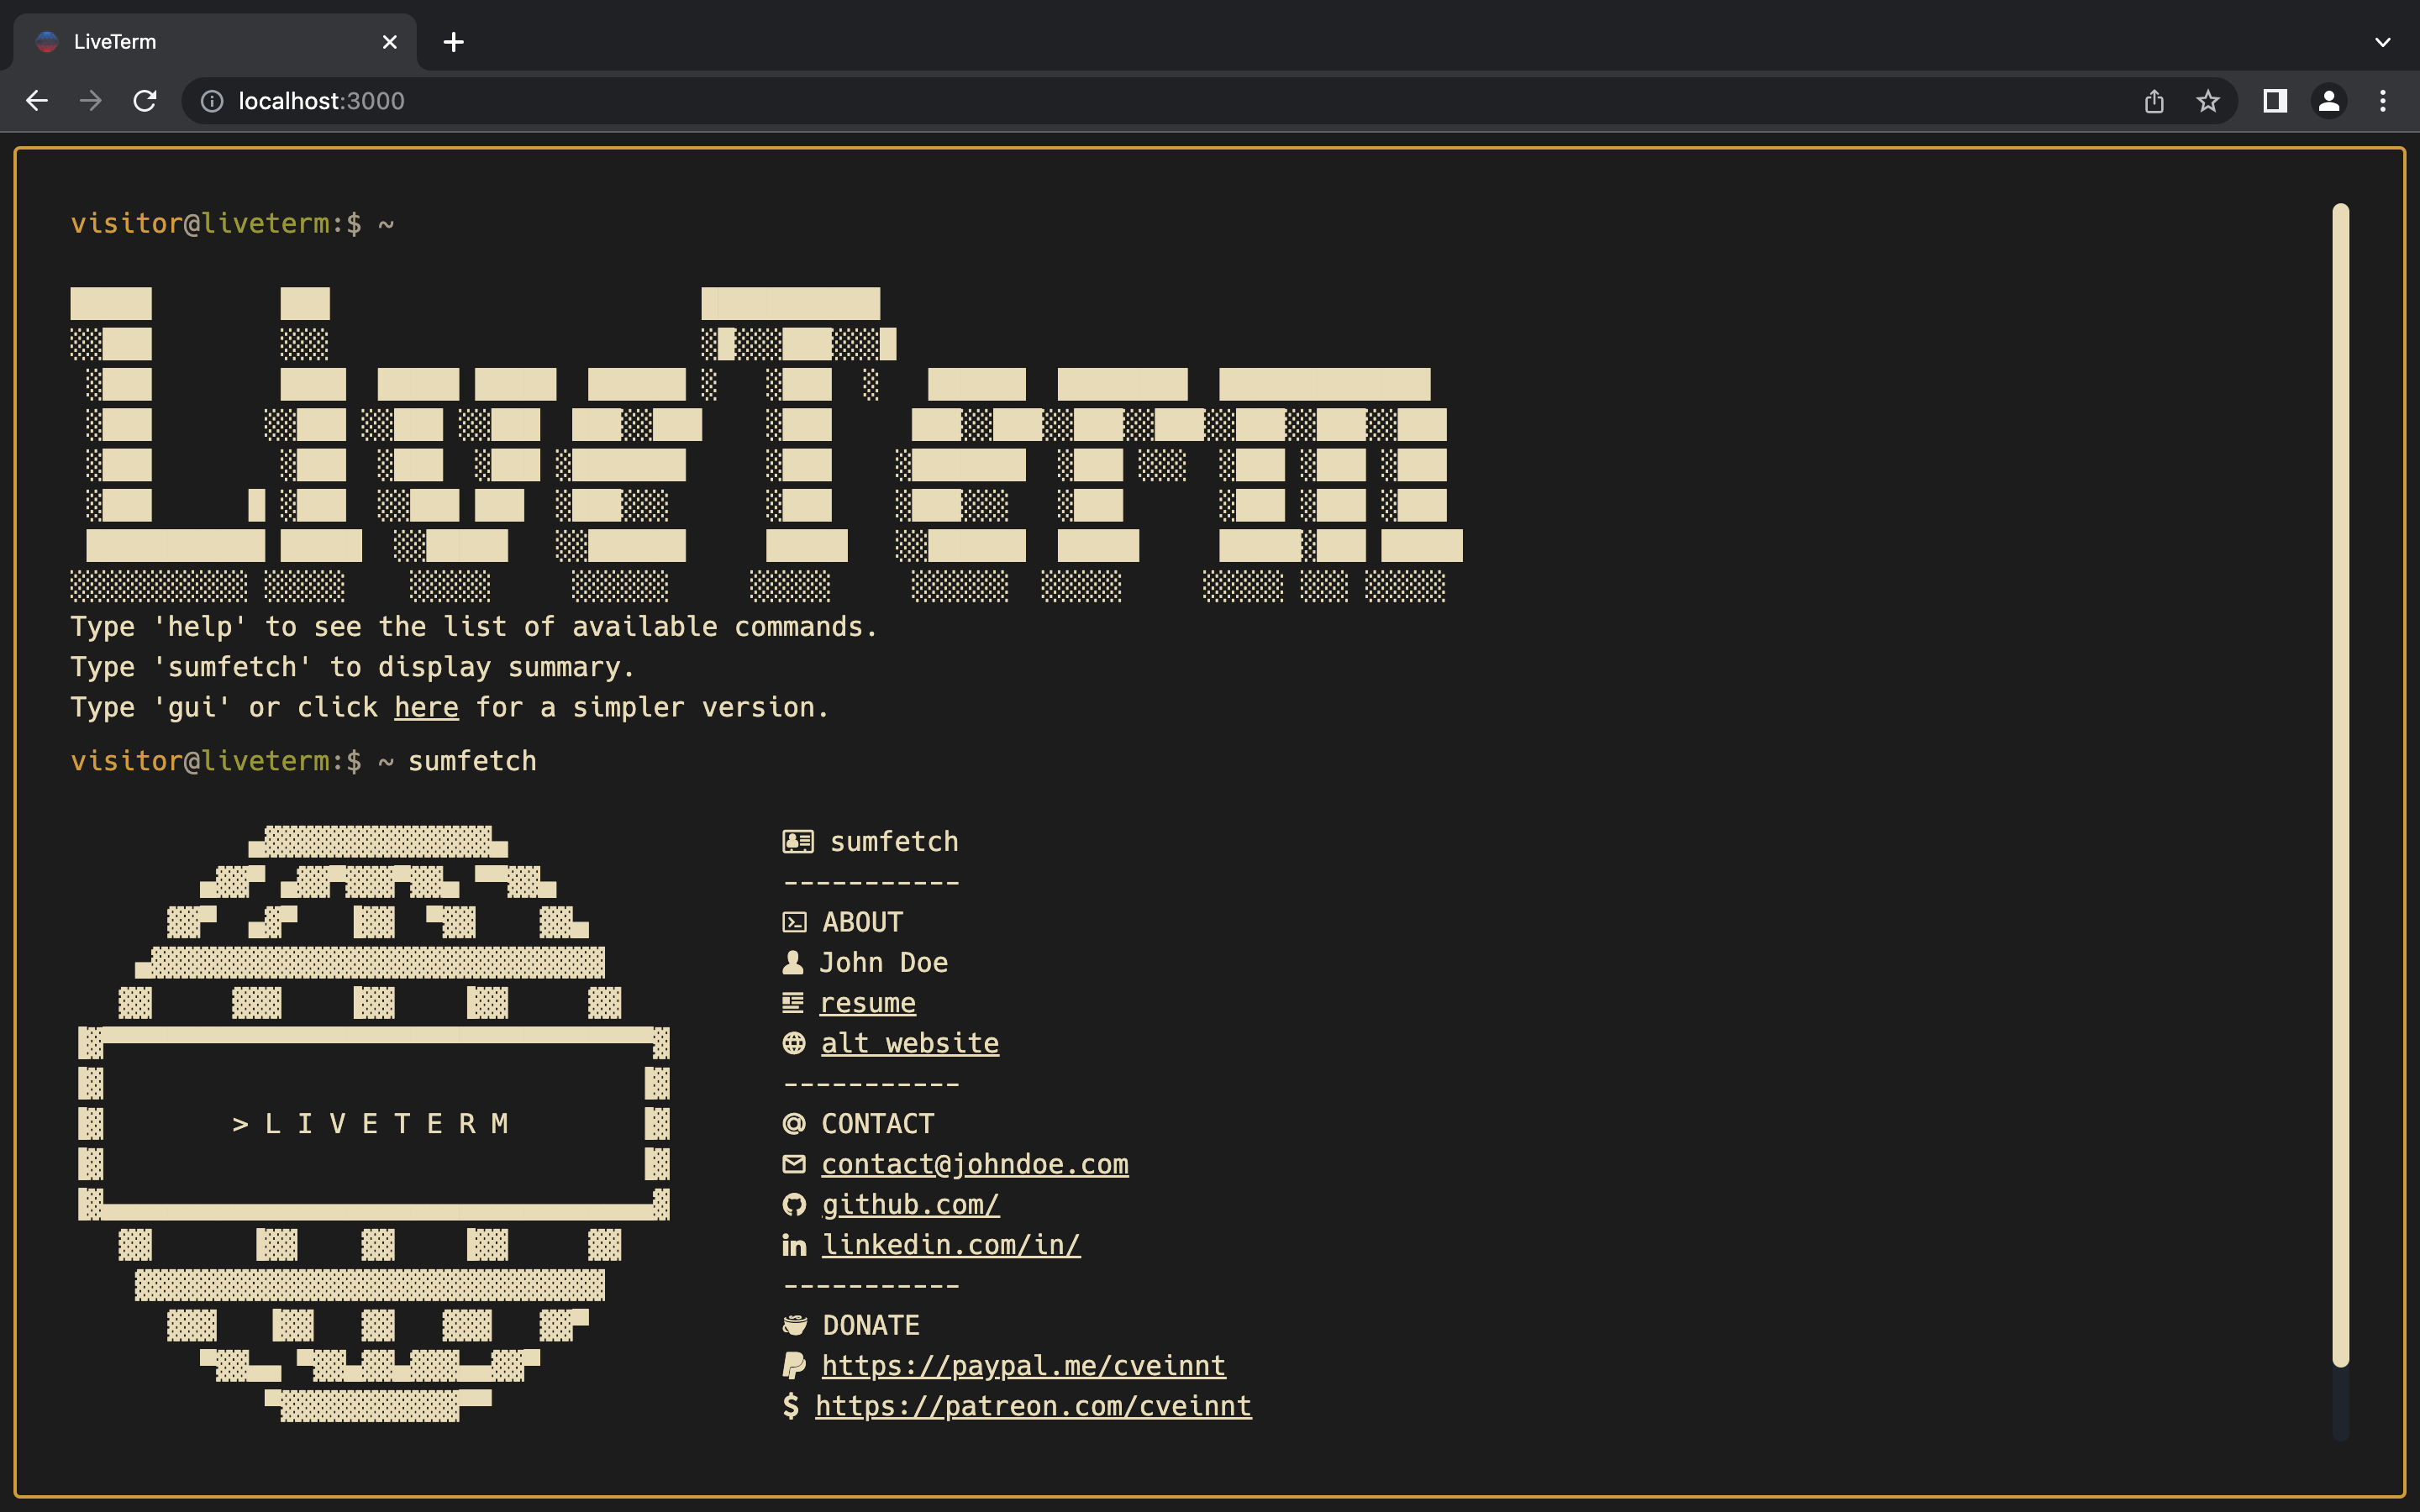 LiveTerm
localhost:3000
visitor@liveterm:$ ~
LiveTerm
Type 'help' to see the list of available commands.
Type 'sumfetch' to display summary.
Type 'gui' or click here for a simpler version.
visitor@liveterm:$ ~ sumfetch
sumfetch
-----------
ABOUT
John Doe
resume
alt website
-----------
> L I V E T E R M
CONTACT
contact@johndoe.com
github.com/
linkedin.com/in/
-----------
DONATE
https://paypal.me/cveinnt
$ https://patreon.com/cveinnt